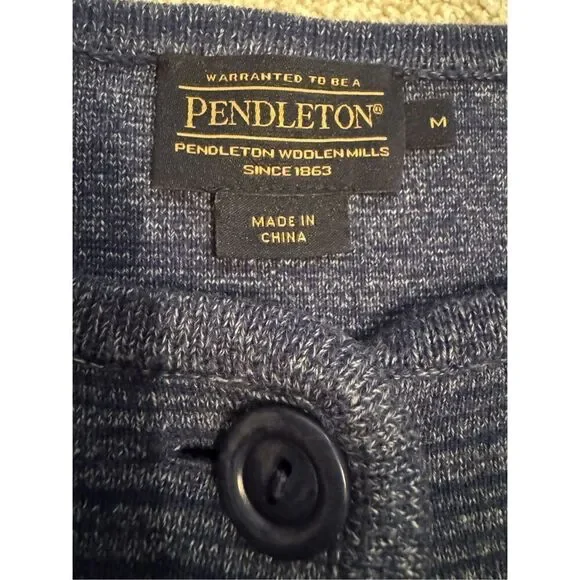 WARRANTED TO BE A
PENDLETON®
PENDLETON WOOLEN MILLS
SINCE 1863
M
MADE IN
CHINA